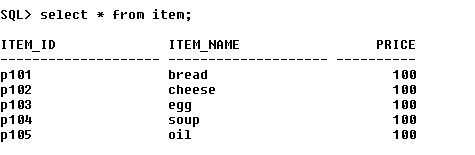 SQL> select * from item;
ITEM_ID ITEM_NAME PRICE
-------------------- -------------------- ----------
p101 bread 100
p102 cheese 100
p103 egg 100
p104 soup 100
p105 oil 100